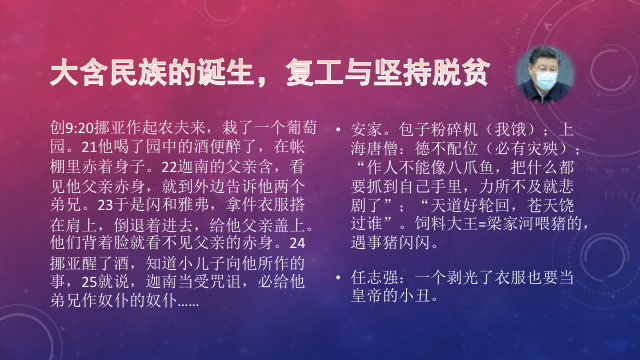 大含民族的诞生，复工与坚持脱贫
创9:20挪亚作起农夫来，栽了一个葡萄
园。21他喝了园中的酒便醉了，在帐
棚里赤着身子。22迦南的父亲含，看
见他父亲赤身，就到外边告诉他两个
弟兄。23于是闪和雅弗，拿件衣服搭
在肩上，倒退着进去，给他父亲盖上。
他们背着脸就看不见父亲的赤身。24
挪亚醒了酒，知道小儿子向他所作的
事，25就说，迦南当受咒诅，必给他
弟兄作奴仆的奴仆……
• 安家。包子粉碎机（我饿）；上
海唐僧：德不配位（必有灾殃）；
“作人不能像八爪鱼，把什么都
要抓到自己手里，力所不及就悲
剧了”；“天道好轮回，苍天饶
过谁”。饲料大王=梁家河喂猪的，
遇事猪闪闪。
• 任志强：一个剥光了衣服也要当
皇帝的小丑。